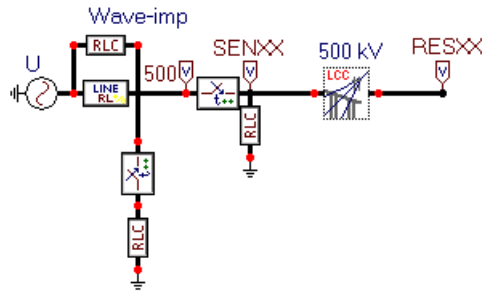 Wave-imp
RLC
SENXX
500 kV
RESXX
U
500
V
V
V
LINE
RL
LCC
t
RLC
RLC